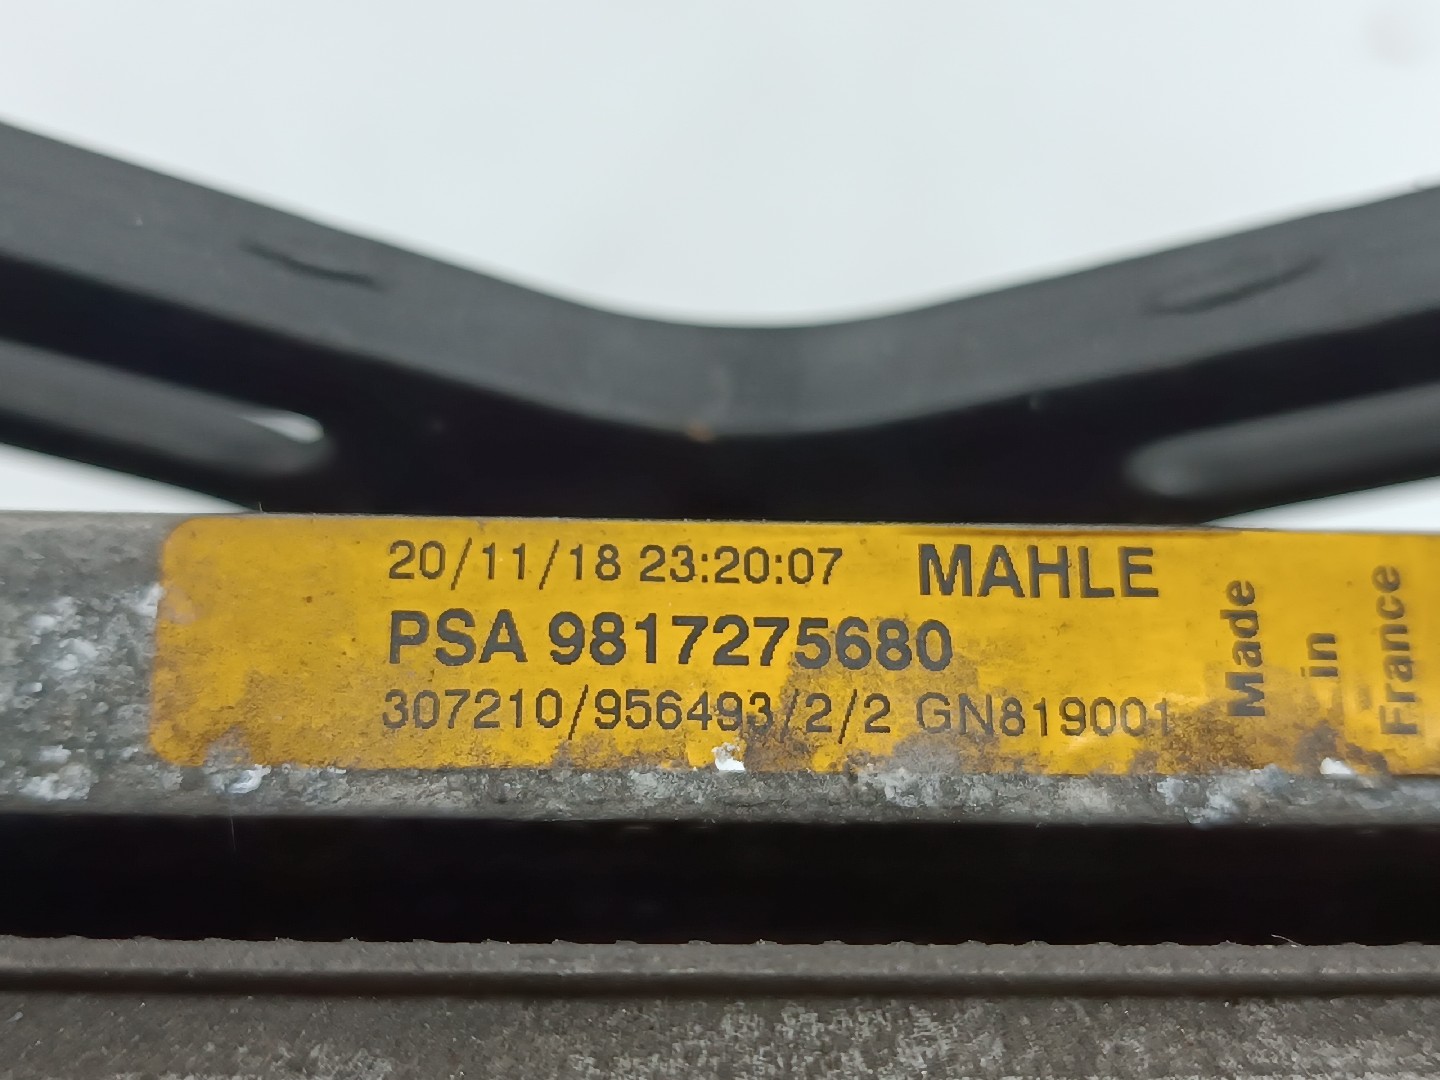 20/11/18 23:20:07 MAHLE
PSA 9817275680
307210/956493/2/2 GN819001
Made
in
France